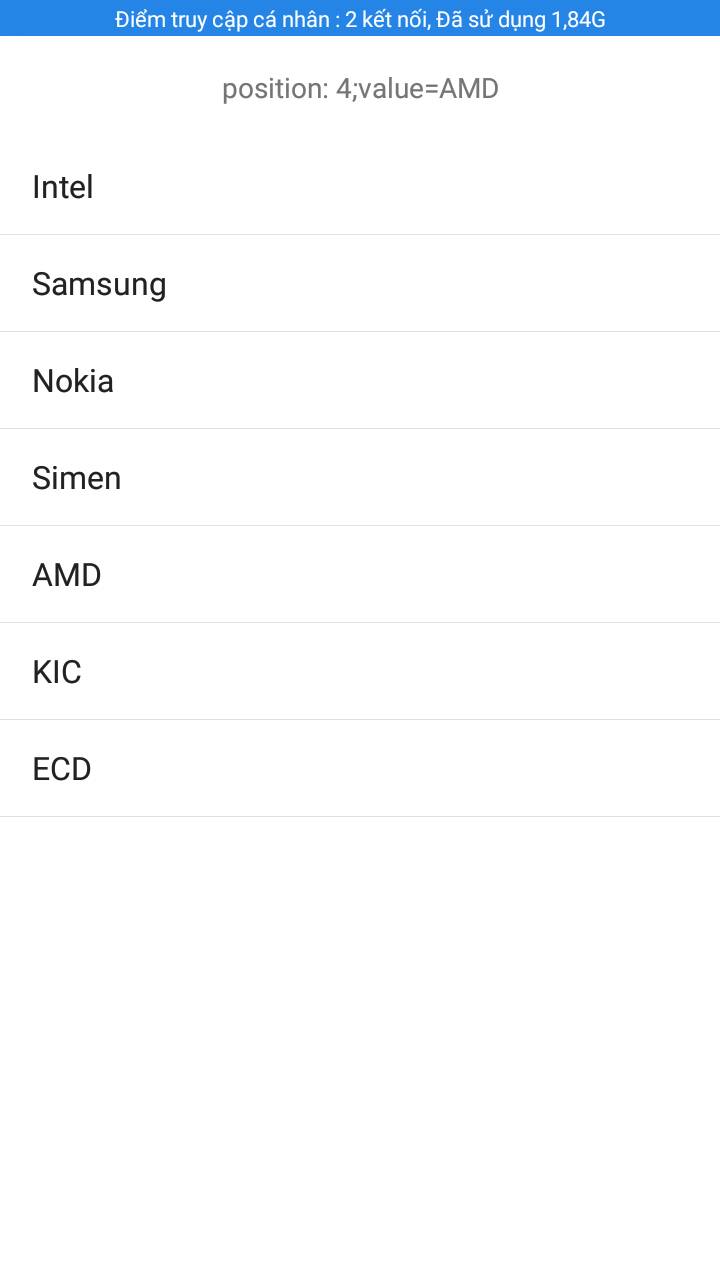 Điểm truy cập cá nhân : 2 kết nối, Đã sử dụng 1,84G
position: 4;value=AMD
Intel
Samsung
Nokia
Simen
AMD
KIC
ECD